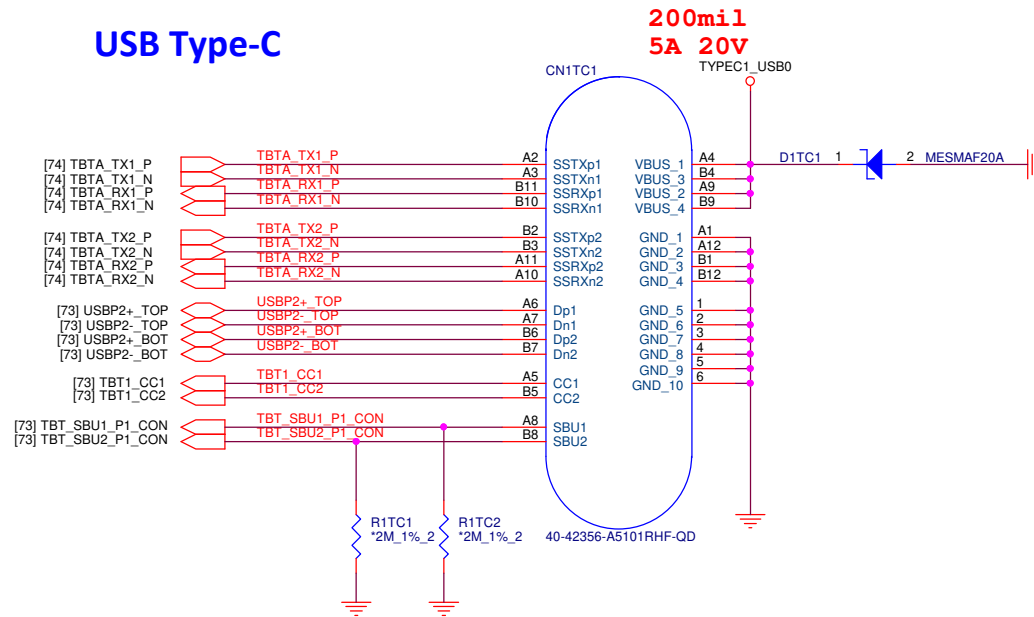 200mil
USB Type-C
5A 20V
TYPEC1_USB0
CN1TC1
[74] TBTA_TX1_P TBTA_TX1_P A2 SSTXp1 VBUS_1 A4 D1TC1 1 2 MESMAF20A
[74] TBTA_TX1_N TBTA_TX1_N A3 SSTXn1 VBUS_3 B4
[74] TBTA_RX1_P TBTA_RX1_P B11 SSRXp1 VBUS_2 A9
[74] TBTA_RX1_N TBTA_RX1_N B10 SSRXn1 VBUS_4 B9
[74] TBTA_TX2_P TBTA_TX2_P B2 SSTXp2 GND_1 A1
[74] TBTA_TX2_N TBTA_TX2_N B3 SSTXn2 GND_2 A12
[74] TBTA_RX2_P TBTA_RX2_P A11 SSRXp2 GND_3 B1
[74] TBTA_RX2_N TBTA_RX2_N A10 SSRXn2 GND_4 B12
[73] USBP2+_TOP USBP2+_TOP A6 Dp1 GND_5 1
[73] USBP2-_TOP USBP2-_TOP A7 Dn1 GND_6 2
[73] USBP2+_BOT USBP2+_BOT B6 Dp2 GND_7 3
[73] USBP2-_BOT USBP2-_BOT B7 Dn2 GND_8 4
GND_9 5
[73] TBT1_CC1 TBT1_CC1 A5 CC1 GND_10 6
[73] TBT1_CC2 TBT1_CC2 B5 CC2
[73] TBT_SBU1_P1_CON TBT_SBU1_P1_CON A8 SBU1
[73] TBT_SBU2_P1_CON TBT_SBU2_P1_CON B8 SBU2
R1TC1 R1TC2
*2M_1%_2 *2M_1%_2 40-42356-A5101RHF-QD